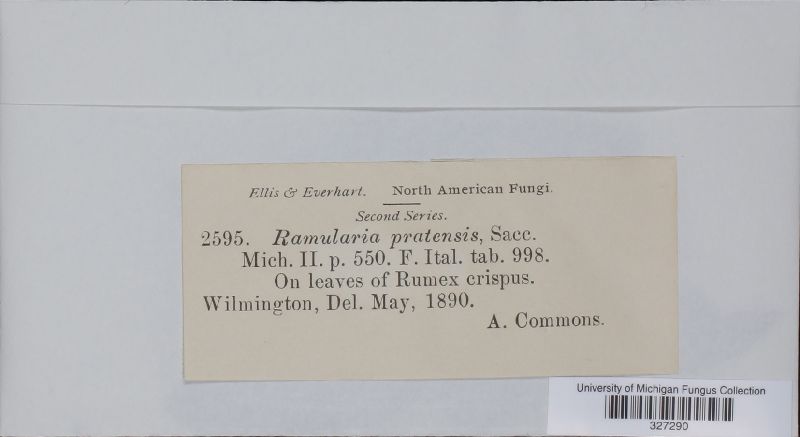 Ellis & Everhart. North American Fungi.
Second Series.
2595. Ramularia pratensis, Sacc.
Mich. II. p. 550. F. Ital. tab. 998.
On leaves of Rumex crispus.
Wilmington, Del. May, 1890.
A. Commons.
University of Michigan Fungus Collection
327290